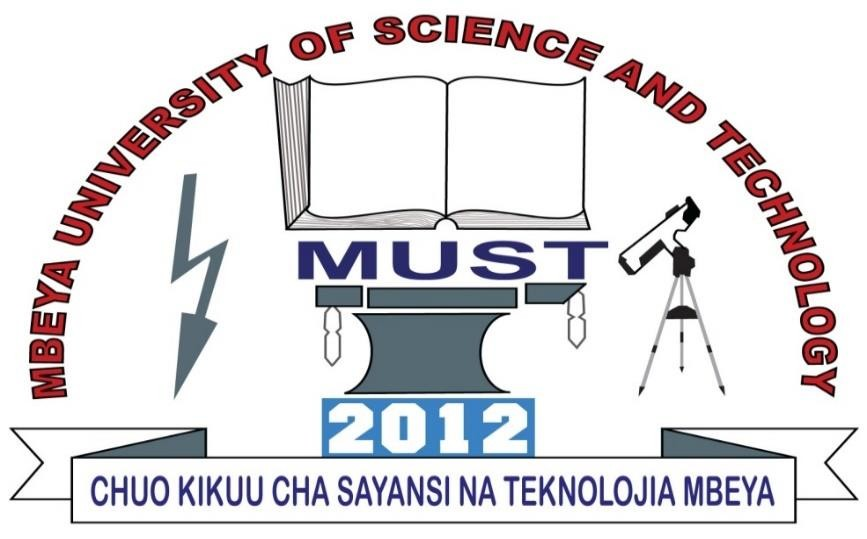 MBEYA UNIVERSITY OF SCIENCE AND TECHNOLOGY
MUST
2012
CHUO KIKUU CHA SAYANSI NA TEKNOLOJIA MBEYA